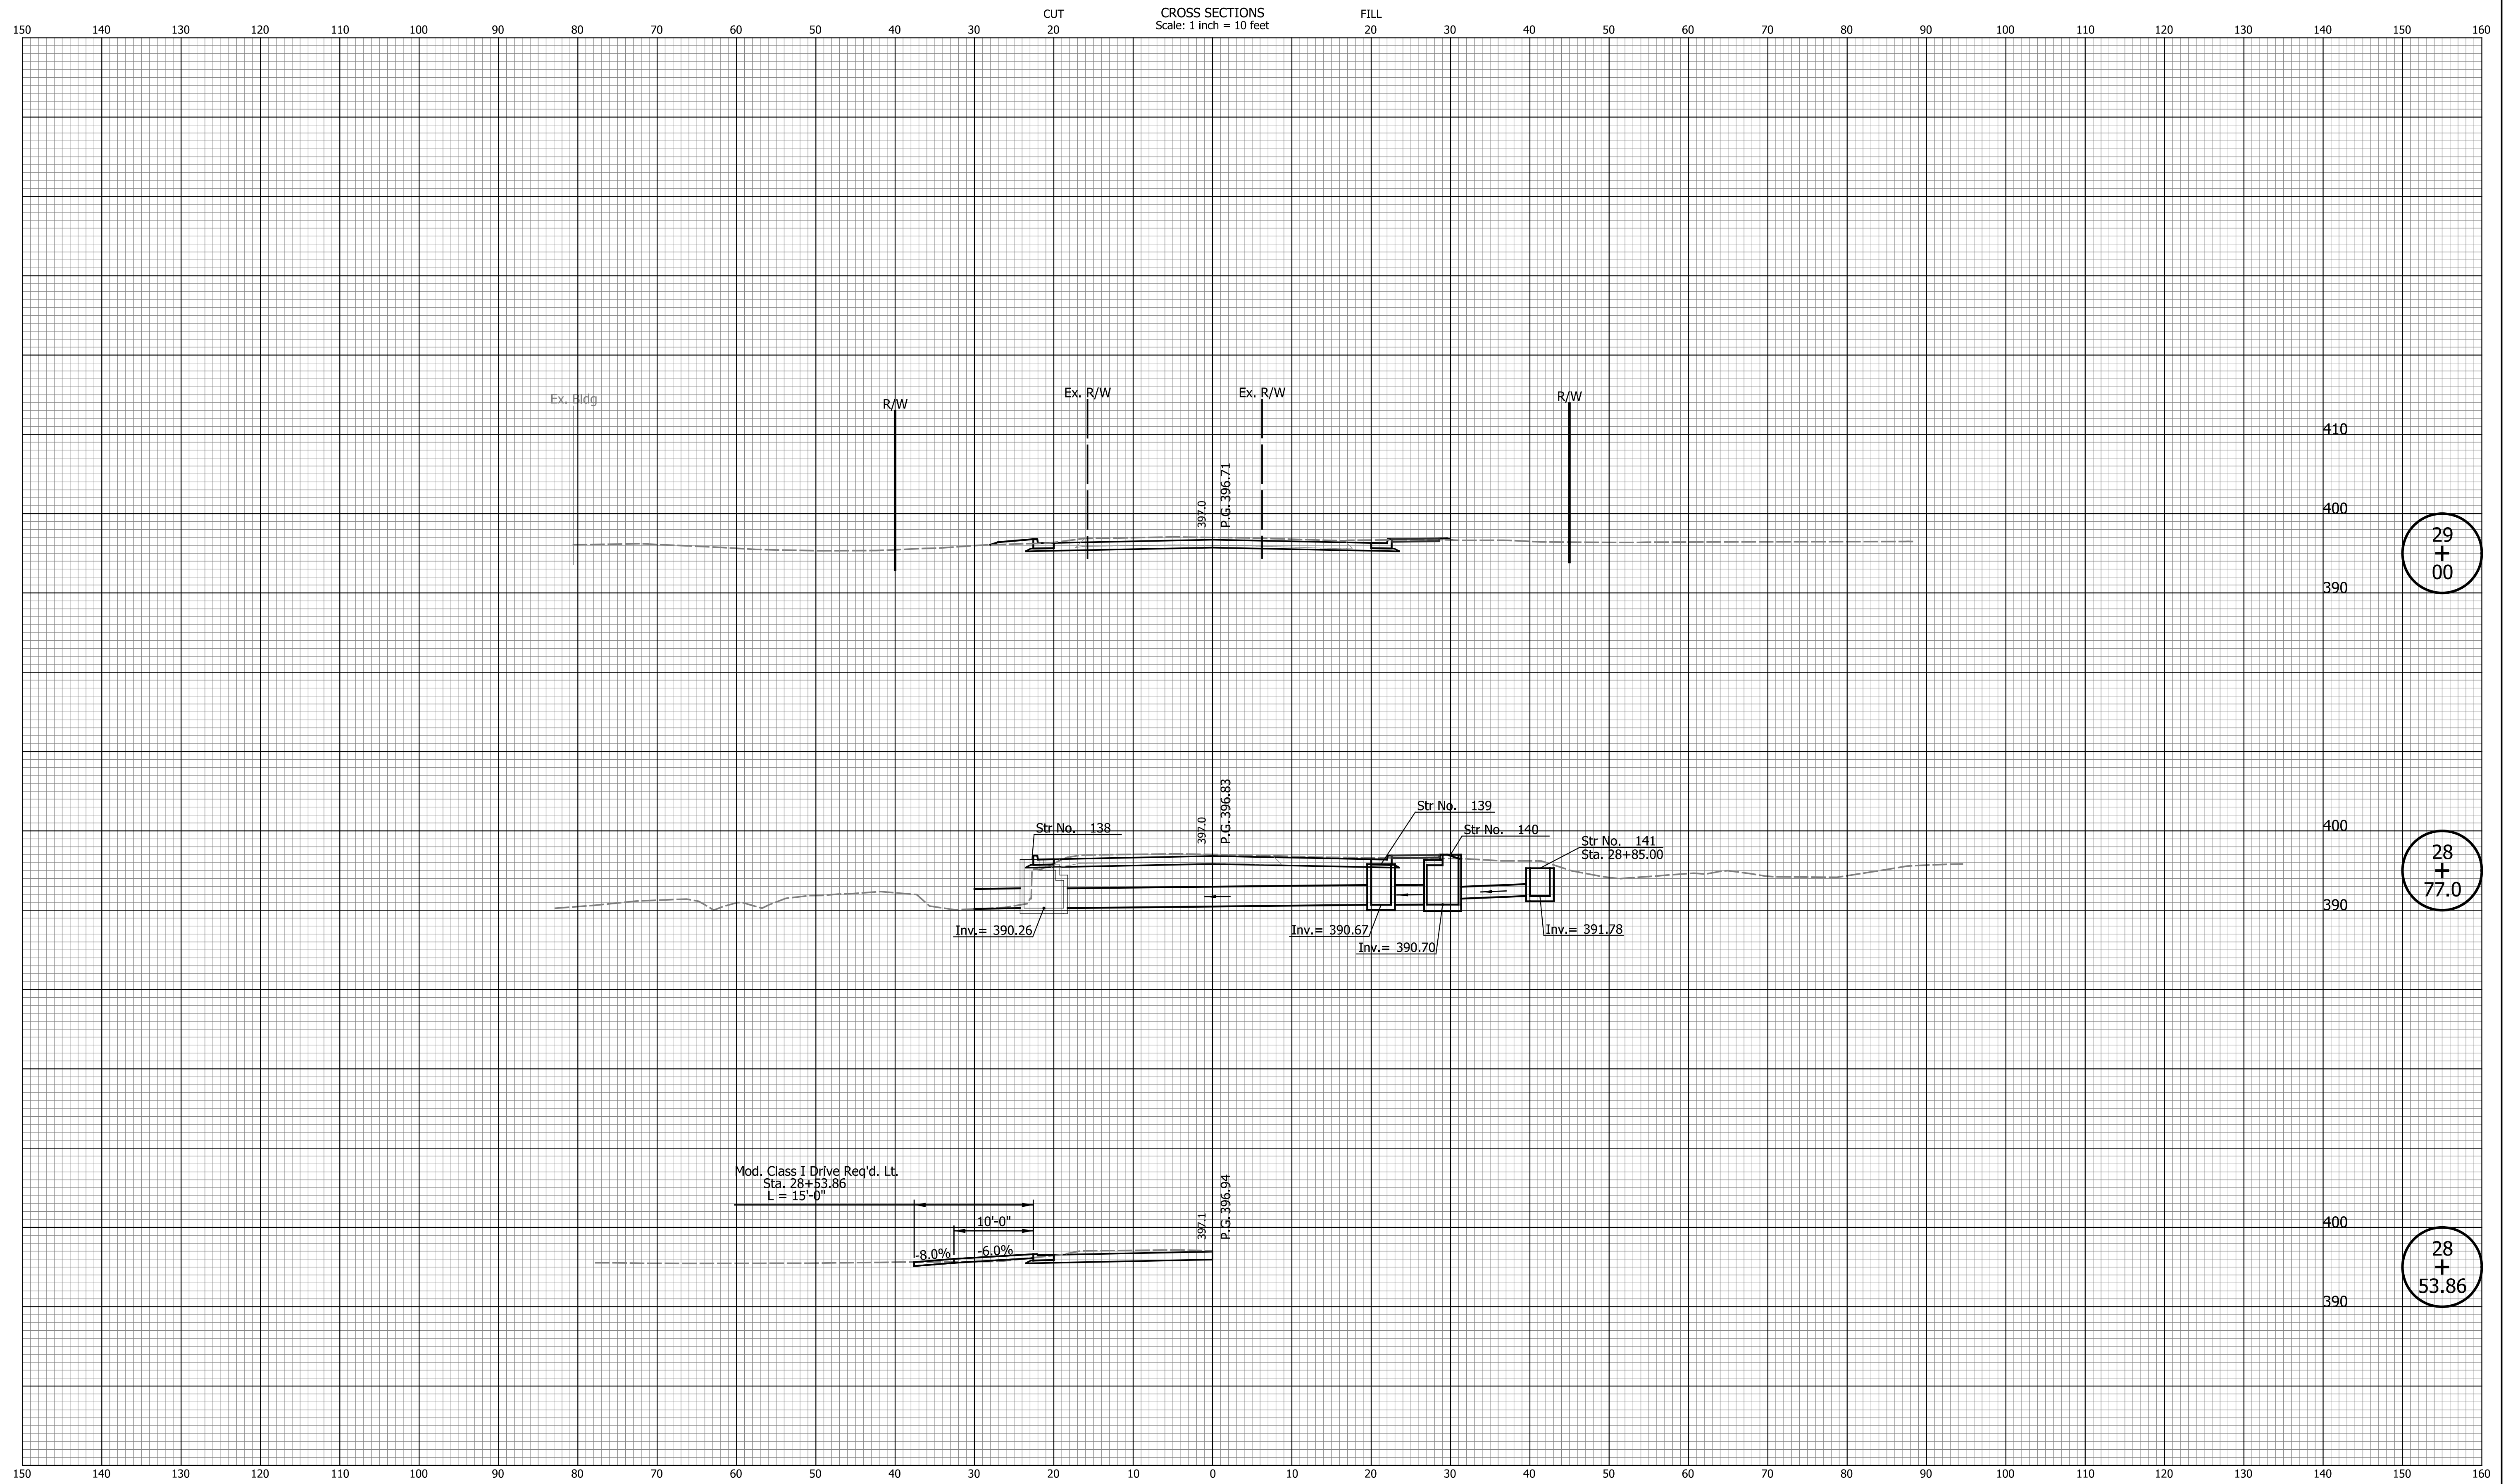 CUT CROSS SECTIONS FILL
Scale: 1 inch = 10 feet
150 140 130 120 110 100 90 80 70 60 50 40 30 20 10 0 10 20 30 40 50 60 70 80 90 100 110 120 130 140 150 160
Ex. Bldg
R/W
Ex. R/W
Ex. R/W
R/W
410
397.0
P.G. 396.71
400
29
+
00
390
397.0
P.G. 396.83
Str No. 138
Str No. 139
Str No. 140
Str No. 141
Sta. 28+85.00
400
28
+
77.0
390
Inv.= 390.26
Inv.= 390.67
Inv.= 390.70
Inv.= 391.78
Mod. Class I Drive Req'd. Lt.
Sta. 28+53.86
L = 15'-0"
10'-0"
-8.0%
-6.0%
397.1
P.G. 396.94
400
28
+
53.86
390
150 140 130 120 110 100 90 80 70 60 50 40 30 20 10 0 10 20 30 40 50 60 70 80 90 100 110 120 130 140 150 160